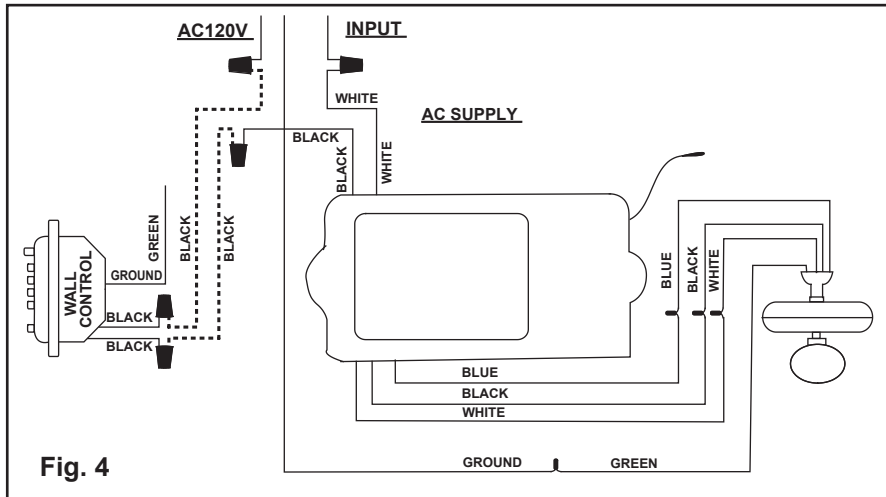 AC120V
INPUT
WHITE
AC SUPPLY
BLACK
BLACK
WHITE
GREEN
BLACK
BLACK
BLUE
BLACK
WHITE
WALL
CONTROL
GROUND
BLACK
BLACK
BLUE
BLACK
WHITE
GROUND
GREEN
Fig. 4